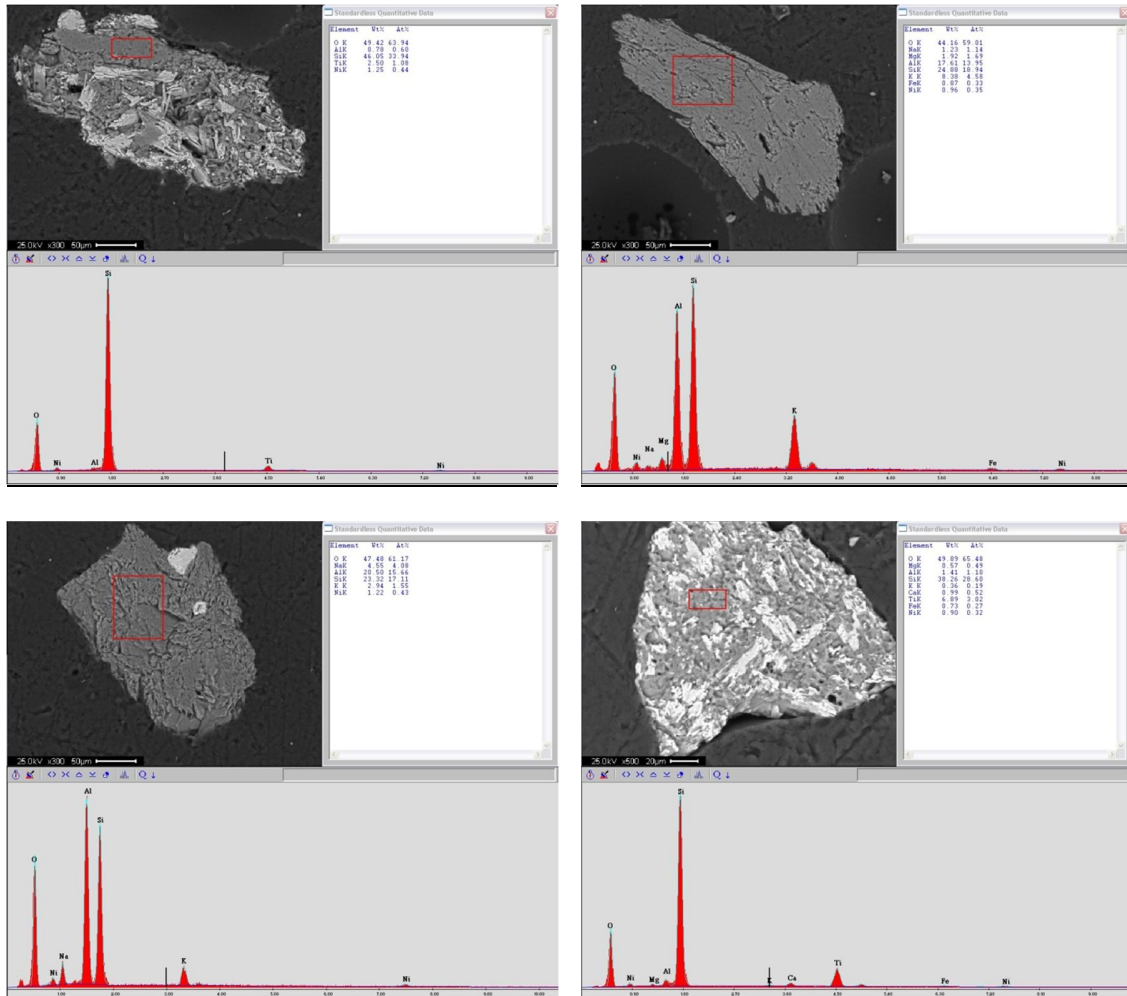 Standardless Quantitative Data
Element Wt% At%
O K 49.42 63.94
AlK 0.78 0.60
SiK 46.05 33.94
TiK 2.50 1.08
NiK 1.25 0.44
25.0kV x300 50µm
Si
O
Ni
Al
Ti
Ni
Standardless Quantitative Data
Element Wt% At%
O K 44.16 59.01
NaK 1.23 1.14
MgK 1.92 1.69
AlK 17.61 13.95
SiK 24.88 18.94
K K 8.38 4.58
FeK 0.87 0.33
NiK 0.96 0.35
25.0kV x300 50µm
Si
Al
O
K
Mg
Na
Ni
Fe
Ni
Standardless Quantitative Data
Element Wt% At%
O K 47.48 61.17
NaK 4.55 4.08
AlK 20.50 15.66
SiK 23.32 17.11
K K 2.94 1.55
NiK 1.22 0.43
25.0kV x300 50µm
Al
Si
O
Na
Ni
K
Ni
Standardless Quantitative Data
Element Wt% At%
O K 49.89 65.48
MgK 0.57 0.49
AlK 1.41 1.10
SiK 38.26 28.60
K K 0.36 0.19
CaK 0.99 0.52
TiK 6.89 3.02
FeK 0.73 0.27
NiK 0.90 0.32
25.0kV x500 20µm
Si
O
Ni
Mg
Al
K
Ca
Ti
Fe
Ni